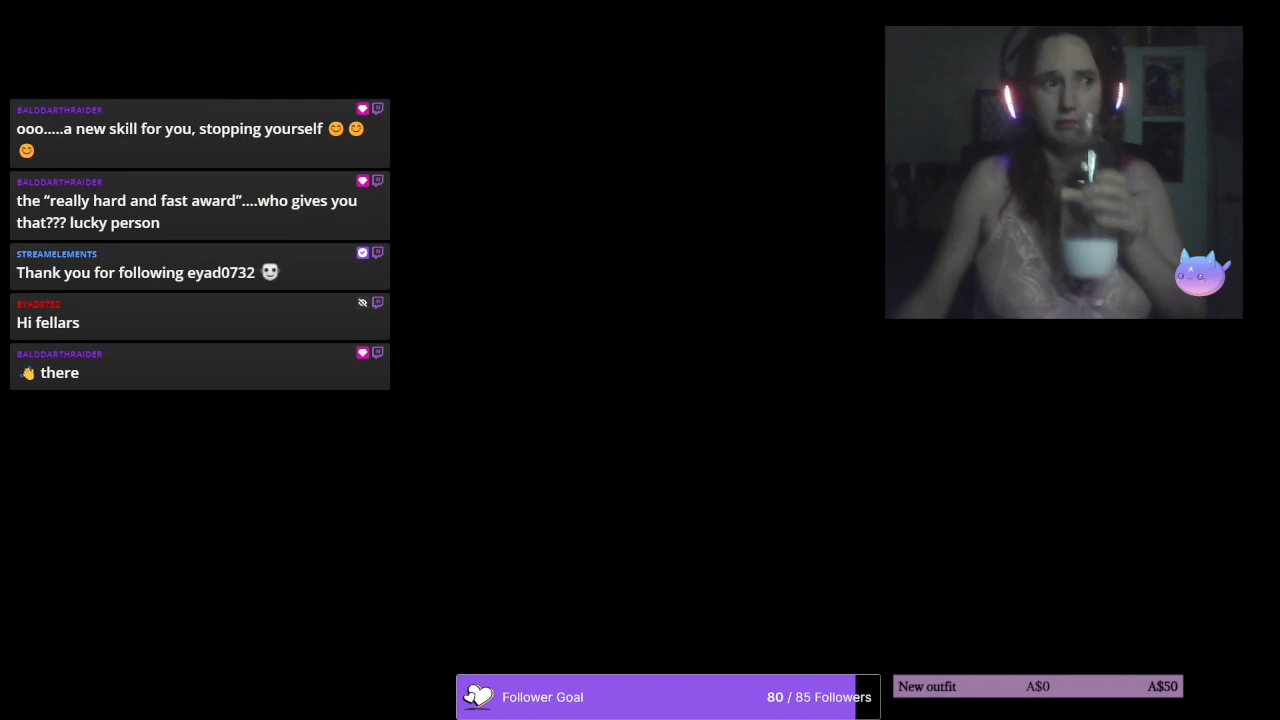 BALDDARTHRAIDER
ooo.....a new skill for you, stopping yourself 😊 😊
😊
BALDDARTHRAIDER
the “really hard and fast award”....who gives you
that??? lucky person
STREAMELEMENTS
Thank you for following eyad0732
EYAD0732
Hi fellars
BALDDARTHRAIDER
👋 there
Follower Goal 80 / 85 Followers
New outfit A$0 A$50